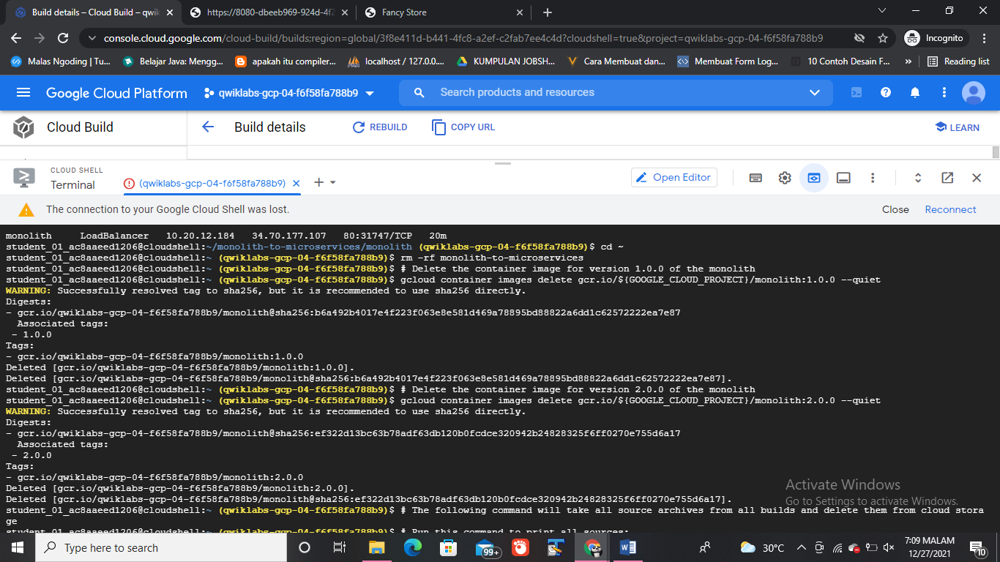 Build details – Cloud Build – qwik
https://8080-dbeeb969-924d-4f2
Fancy Store
console.cloud.google.com/cloud-build/builds;region=global/3f8e411d-b441-4fc8-a2ef-c2fab7ee4c4d?cloudshell=true&project=qwiklabs-gcp-04-f6f58fa788b9
Incognito
Malas Ngoding | Tu...
Belajar Java: Mengg...
apakah itu compiler...
localhost / 127.0.0....
KUMPULAN JOBSH...
Cara Membuat dan...
Membuat Form Log...
10 Contoh Desain F...
»
Reading list
Google Cloud Platform
qwiklabs-gcp-04-f6f58fa788b9
Search products and resources
Cloud Build
Build details
REBUILD
COPY URL
LEARN
CLOUD SHELL
Terminal
(qwiklabs-gcp-04-f6f58fa788b9)
Open Editor
The connection to your Google Cloud Shell was lost.
Close
Reconnect
monolith     LoadBalancer   10.20.12.184   34.70.177.107   80:31747/TCP   20m
student_01_ac8aaeed1206@cloudshell:~/monolith-to-microservices/monolith (qwiklabs-gcp-04-f6f58fa788b9)$ cd ~
student_01_ac8aaeed1206@cloudshell:~ (qwiklabs-gcp-04-f6f58fa788b9)$ rm -rf monolith-to-microservices
student_01_ac8aaeed1206@cloudshell:~ (qwiklabs-gcp-04-f6f58fa788b9)$ # Delete the container image for version 1.0.0 of the monolith
student_01_ac8aaeed1206@cloudshell:~ (qwiklabs-gcp-04-f6f58fa788b9)$ gcloud container images delete gcr.io/${GOOGLE_CLOUD_PROJECT}/monolith:1.0.0 --quiet
WARNING: Successfully resolved tag to sha256, but it is recommended to use sha256 directly.
Digests:
- gcr.io/qwiklabs-gcp-04-f6f58fa788b9/monolith@sha256:b6a492b4017e4f223f063e8e581d469a78895bd88822a6dd1c62572222ea7e87
  Associated tags:
 - 1.0.0
Tags:
- gcr.io/qwiklabs-gcp-04-f6f58fa788b9/monolith:1.0.0
Deleted [gcr.io/qwiklabs-gcp-04-f6f58fa788b9/monolith:1.0.0].
Deleted [gcr.io/qwiklabs-gcp-04-f6f58fa788b9/monolith@sha256:b6a492b4017e4f223f063e8e581d469a78895bd88822a6dd1c62572222ea7e87].
student_01_ac8aaeed1206@cloudshell:~ (qwiklabs-gcp-04-f6f58fa788b9)$ # Delete the container image for version 2.0.0 of the monolith
student_01_ac8aaeed1206@cloudshell:~ (qwiklabs-gcp-04-f6f58fa788b9)$ gcloud container images delete gcr.io/${GOOGLE_CLOUD_PROJECT}/monolith:2.0.0 --quiet
WARNING: Successfully resolved tag to sha256, but it is recommended to use sha256 directly.
Digests:
- gcr.io/qwiklabs-gcp-04-f6f58fa788b9/monolith@sha256:ef322d13bc63b78adf63db120b0fcdce320942b24828325f6ff0270e755d6a17
  Associated tags:
 - 2.0.0
Tags:
- gcr.io/qwiklabs-gcp-04-f6f58fa788b9/monolith:2.0.0
Deleted [gcr.io/qwiklabs-gcp-04-f6f58fa788b9/monolith:2.0.0].
Deleted [gcr.io/qwiklabs-gcp-04-f6f58fa788b9/monolith@sha256:ef322d13bc63b78adf63db120b0fcdce320942b24828325f6ff0270e755d6a17].
student_01_ac8aaeed1206@cloudshell:~ (qwiklabs-gcp-04-f6f58fa788b9)$ # The following command will take all source archives from all builds and delete them from cloud stora
ge
student_01_ac8aaeed1206@cloudshell:~ (qwiklabs-gcp-04-f6f58fa788b9)$ # Run this command to print all sources:
Activate Windows
Go to Settings to activate Windows.
Type here to search
99+
30°C
7:09 MALAM
12/27/2021
10